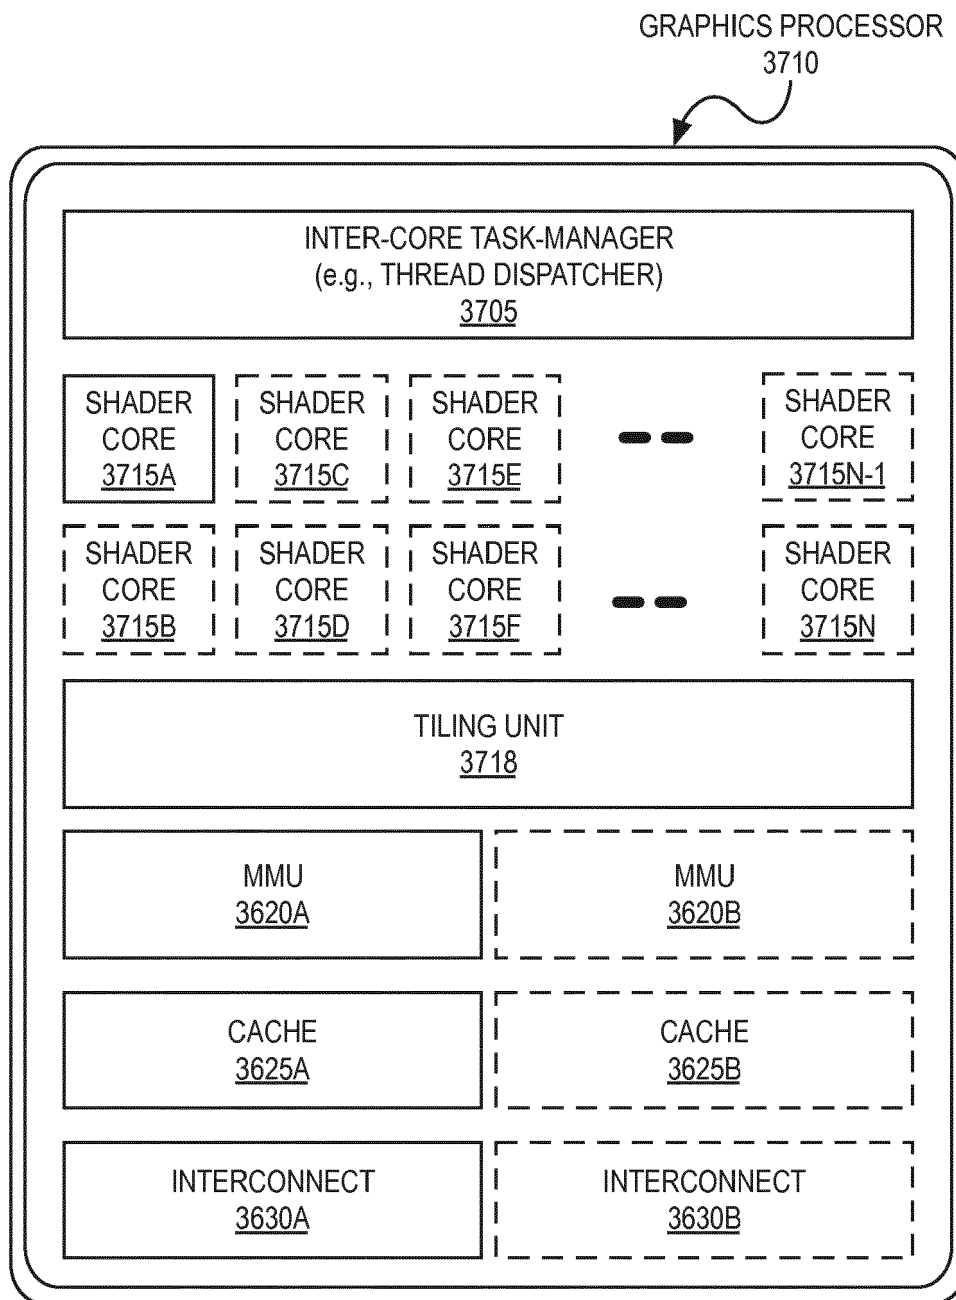 GRAPHICS PROCESSOR
3710
INTER-CORE TASK-MANAGER
(e.g., THREAD DISPATCHER)
3705
SHADER CORE 3715A
SHADER CORE 3715C
SHADER CORE 3715E
SHADER CORE 3715N-1
SHADER CORE 3715B
SHADER CORE 3715D
SHADER CORE 3715F
SHADER CORE 3715N
TILING UNIT
3718
MMU
3620A
MMU
3620B
CACHE
3625A
CACHE
3625B
INTERCONNECT
3630A
INTERCONNECT
3630B